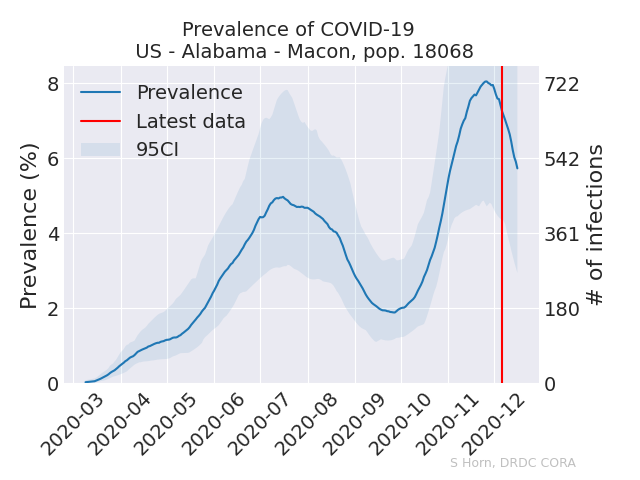 Prevalence of COVID-19
US - Alabama - Macon, pop. 18068
Prevalence
Latest data
95CI
Prevalence (%)
8
6
4
2
0
# of infections
722
542
361
180
0
2020-03
2020-04
2020-05
2020-06
2020-07
2020-08
2020-09
2020-10
2020-11
2020-12
S Horn, DRDC CORA